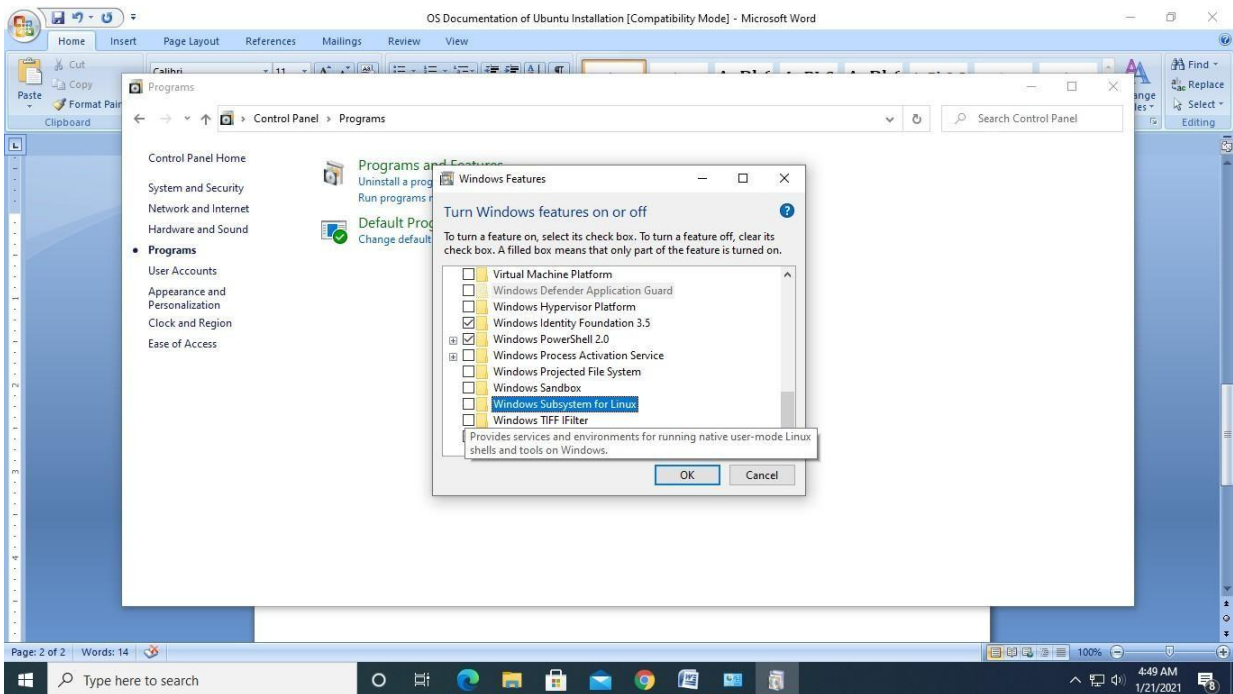 OS Documentation of Ubuntu Installation [Compatibility Mode] - Microsoft Word
Home Insert Page Layout References Mailings Review View
Cut
Copy
Format Pain
Paste
Clipboard
Calibri 11
Find
Replace
Select
Editing
Programs
Control Panel > Programs
Search Control Panel
Control Panel Home
System and Security
Network and Internet
Hardware and Sound
Programs
User Accounts
Appearance and
Personalization
Clock and Region
Ease of Access
Programs and Features
Uninstall a prog
Run programs
Default Prog
Change default
Windows Features
Turn Windows features on or off
To turn a feature on, select its check box. To turn a feature off, clear its
check box. A filled box means that only part of the feature is turned on.
Virtual Machine Platform
Windows Defender Application Guard
Windows Hypervisor Platform
Windows Identity Foundation 3.5
Windows PowerShell 2.0
Windows Process Activation Service
Windows Projected File System
Windows Sandbox
Windows Subsystem for Linux
Windows TIFF IFilter
Provides services and environments for running native user-mode Linux
shells and tools on Windows.
OK Cancel
Page: 2 of 2 Words: 14
100%
Type here to search
4:49 AM
1/21/2021
8